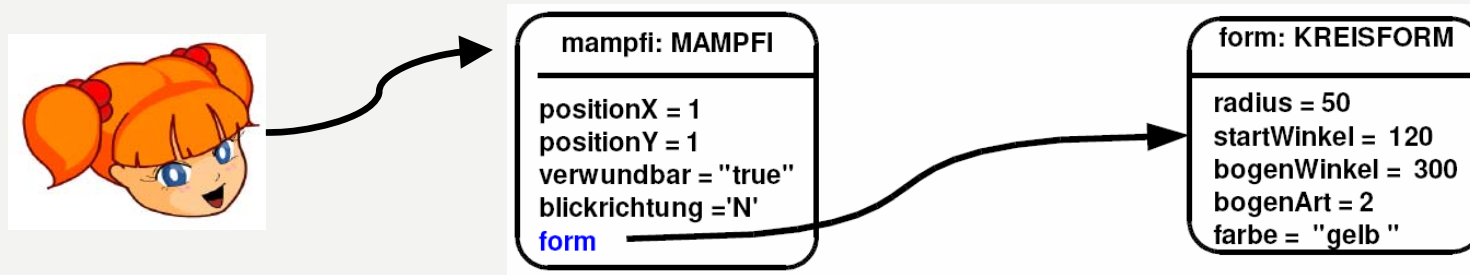 mampfi: MAMPFI
positionX = 1
positionY = 1
verwundbar = "true"
blickrichtung ='N'
form
form: KREISFORM
radius = 50
startWinkel = 120
bogenWinkel = 300
bogenArt = 2
farbe = "gelb "